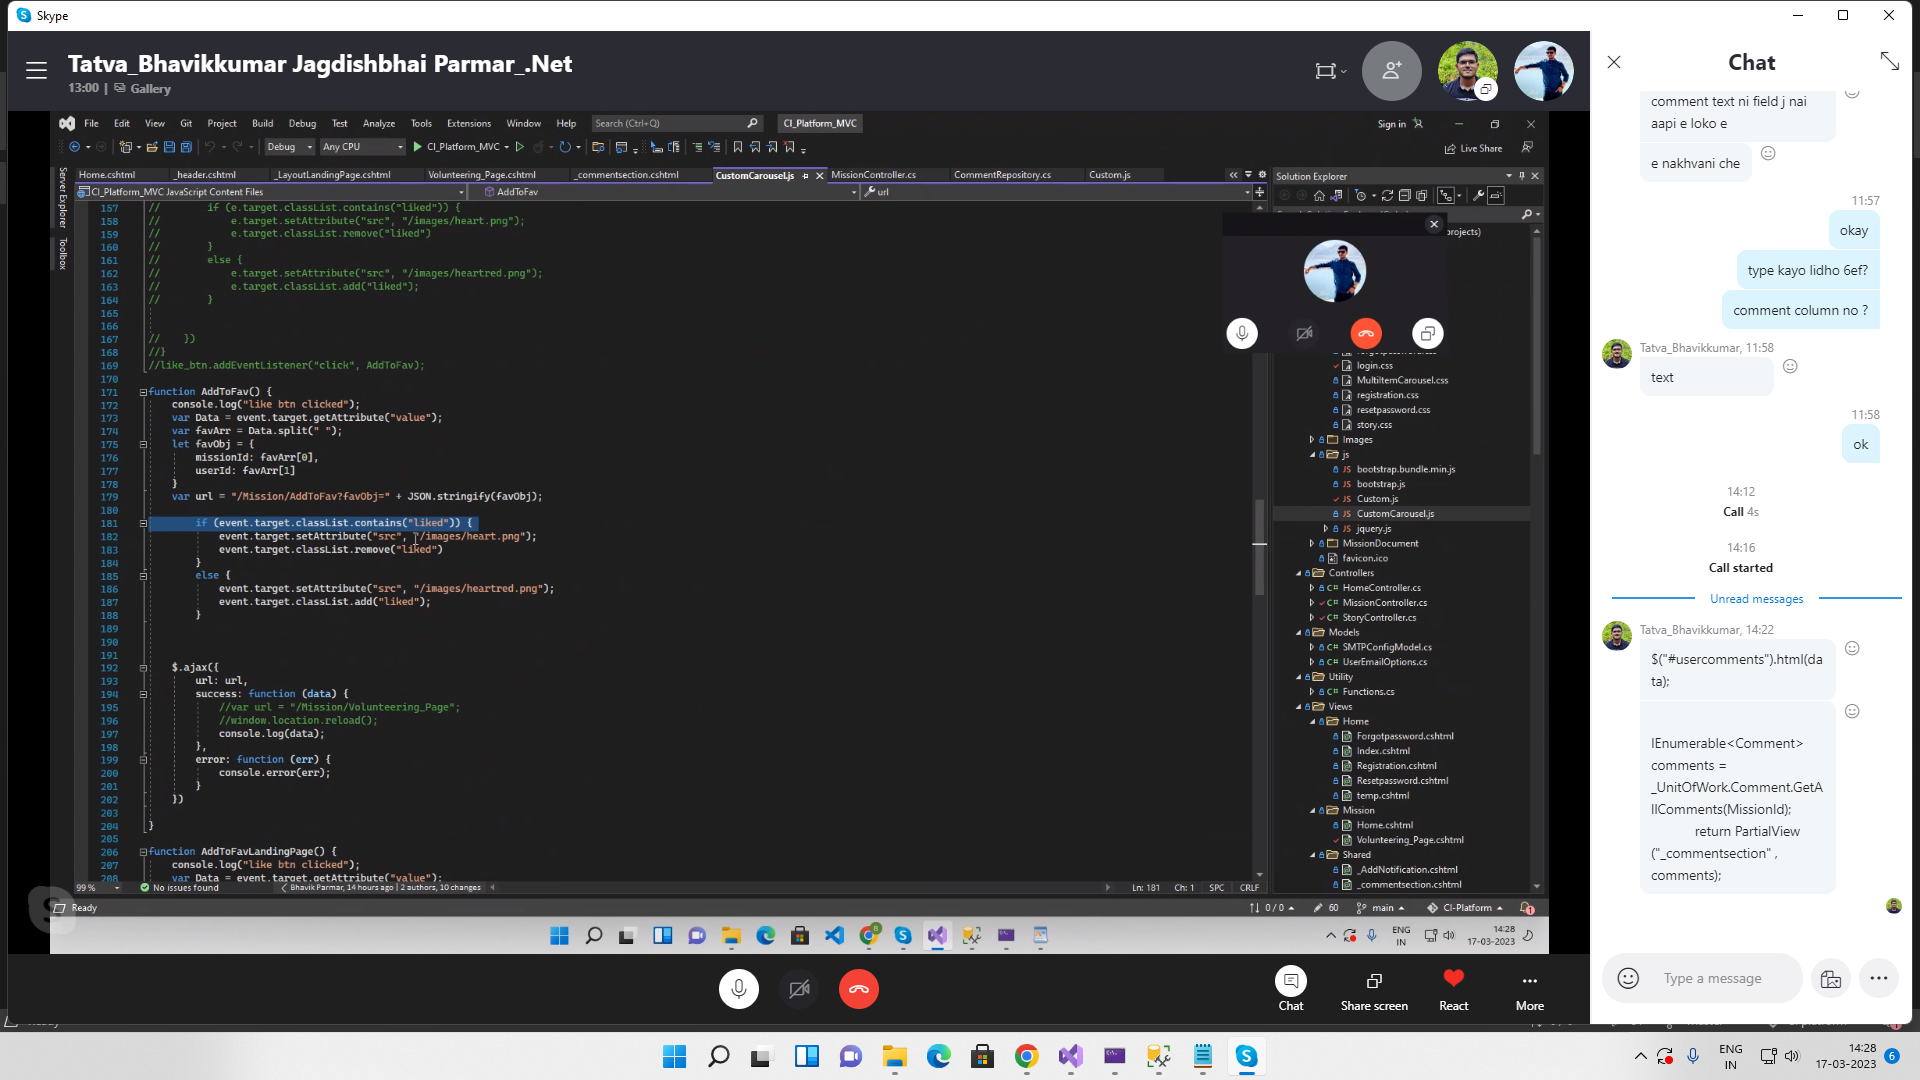 Skype
Tatva_Bhavikkumar Jagdishbhai Parmar_.Net
13:00 | Gallery
File Edit View Git Project Build Debug Test Analyze Tools Extensions Window Help Search (Ctrl+Q) CI_Platform_MVC Sign in
Debug Any CPU CI_Platform_MVC Live Share
Home.cshtml _header.cshtml _LayoutLandingPage.cshtml Volunteering_Page.cshtml _commentsection.cshtml CustomCarousel.js MissionController.cs CommentRepository.cs Custom.js
CI_Platform_MVC JavaScript Content Files AddToFav url
Server Explorer
Toolbox
157 // if (e.target.classList.contains("liked")) {
158 // e.target.setAttribute("src", "/images/heart.png");
159 // e.target.classList.remove("liked")
160 // }
161 // else {
162 // e.target.setAttribute("src", "/images/heartred.png");
163 // e.target.classList.add("liked");
164 // }
165
166
167 // })
168 //}
169 //like_btn.addEventListener("click", AddToFav);
170
171 function AddToFav() {
172 console.log("like btn clicked");
173 var Data = event.target.getAttribute("value");
174 var favArr = Data.split(" ");
175 let favObj = {
176 missionId: favArr[0],
177 userId: favArr[1]
178 }
179 var url = "/Mission/AddToFav?favObj=" + JSON.stringify(favObj);
180
181 if (event.target.classList.contains("liked")) {
182 event.target.setAttribute("src", "/images/heart.png");
183 event.target.classList.remove("liked")
184 }
185 else {
186 event.target.setAttribute("src", "/images/heartred.png");
187 event.target.classList.add("liked");
188 }
189
190
191
192 $.ajax({
193 url: url,
194 success: function (data) {
195 //var url = "/Mission/Volunteering_Page";
196 //window.location.reload();
197 console.log(data);
198 },
199 error: function (err) {
200 console.error(err);
201 }
202 })
203
204 }
205
206 function AddToFavLandingPage() {
207 console.log("like btn clicked");
208 var Data = event.target.getAttribute("value");
99 % No issues found Bhavik Parmar, 14 hours ago | 2 authors, 10 changes Ln: 181 Ch: 1 SPC CRLF
Ready 0 / 0 60 main CI-Platform 1
Solution Explorer
projects)
login.css
MultiItemCarousel.css
registration.css
resetpassword.css
story.css
Images
js
JS bootstrap.bundle.min.js
JS bootstrap.js
JS Custom.js
JS CustomCarousel.js
JS jquery.js
MissionDocument
favicon.ico
Controllers
C# HomeController.cs
C# MissionController.cs
C# StoryController.cs
Models
C# SMTPConfigModel.cs
C# UserEmailOptions.cs
Utility
C# Functions.cs
Views
Home
Forgotpassword.cshtml
Index.cshtml
Registration.cshtml
Resetpassword.cshtml
temp.cshtml
Mission
Home.cshtml
Volunteering_Page.cshtml
Shared
_AddNotification.cshtml
_commentsection.cshtml
ENG
IN
14:28
17-03-2023
Chat
Share screen
React
More
Chat
comment text ni field j nai
aapi e loko e
e nakhvani che
11:57
okay
type kayo lidho 6ef?
comment column no ?
Tatva_Bhavikkumar, 11:58
text
11:58
ok
14:12
Call 4s
14:16
Call started
Unread messages
Tatva_Bhavikkumar, 14:22
$("#usercomments").html(da
ta);
IEnumerable<Comment>
comments =
_UnitOfWork.Comment.GetA
llComments(MissionId);
return PartialView
("_commentsection" ,
comments);
Type a message
ENG
IN
14:28
17-03-2023
6